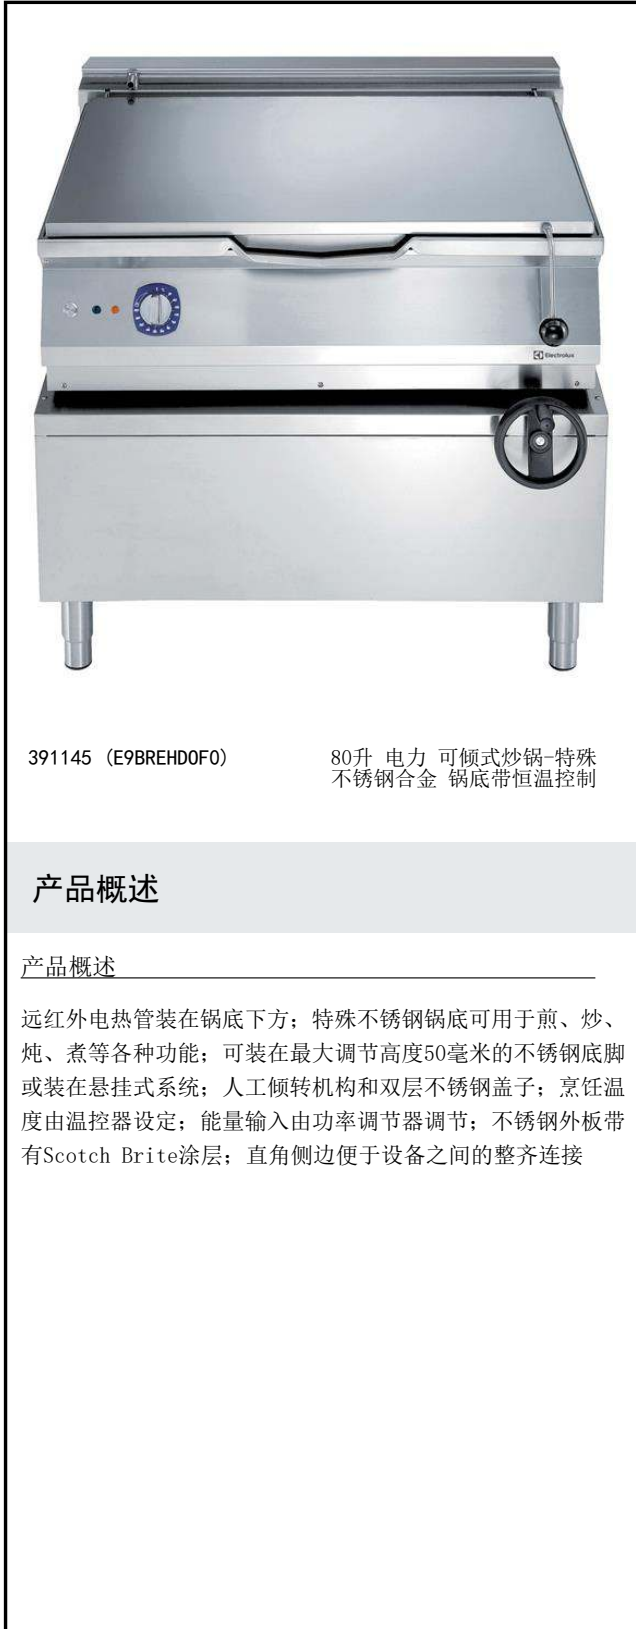 Electrolux
391145 (E9BREHDOFO)
80升 电力 可倾式炒锅-特殊
不锈钢合金 锅底带恒温控制
产品概述
产品概述
远红外电热管装在锅底下方；特殊不锈钢锅底可用于煎、炒、
炖、煮等各种功能；可装在最大调节高度50毫米的不锈钢底脚
或装在悬挂式系统；人工倾转机构和双层不锈钢盖子；烹饪温
度由温控器设定；能量输入由功率调节器调节；不锈钢外板带
有Scotch Brite涂层；直角侧边便于设备之间的整齐连接